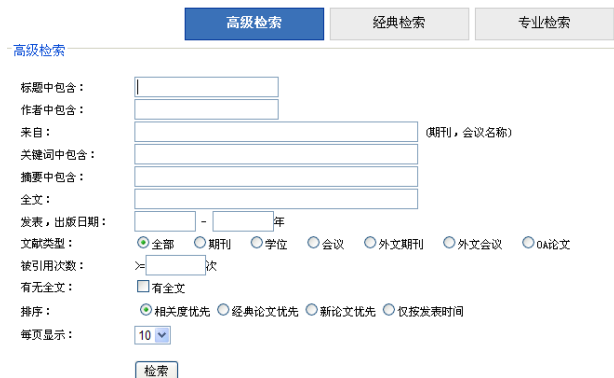 高级检索 经典检索 专业检索
高级检索
标题中包含：
作者中包含：
来自： (期刊，会议名称)
关键词中包含：
摘要中包含：
全文：
发表，出版日期： - 年
文献类型： 全部 期刊 学位 会议 外文期刊 外文会议 OA论文
被引用次数： >= 次
有无全文： 有全文
排序： 相关度优先 经典论文优先 新论文优先 仅按发表时间
每页显示： 10
检索